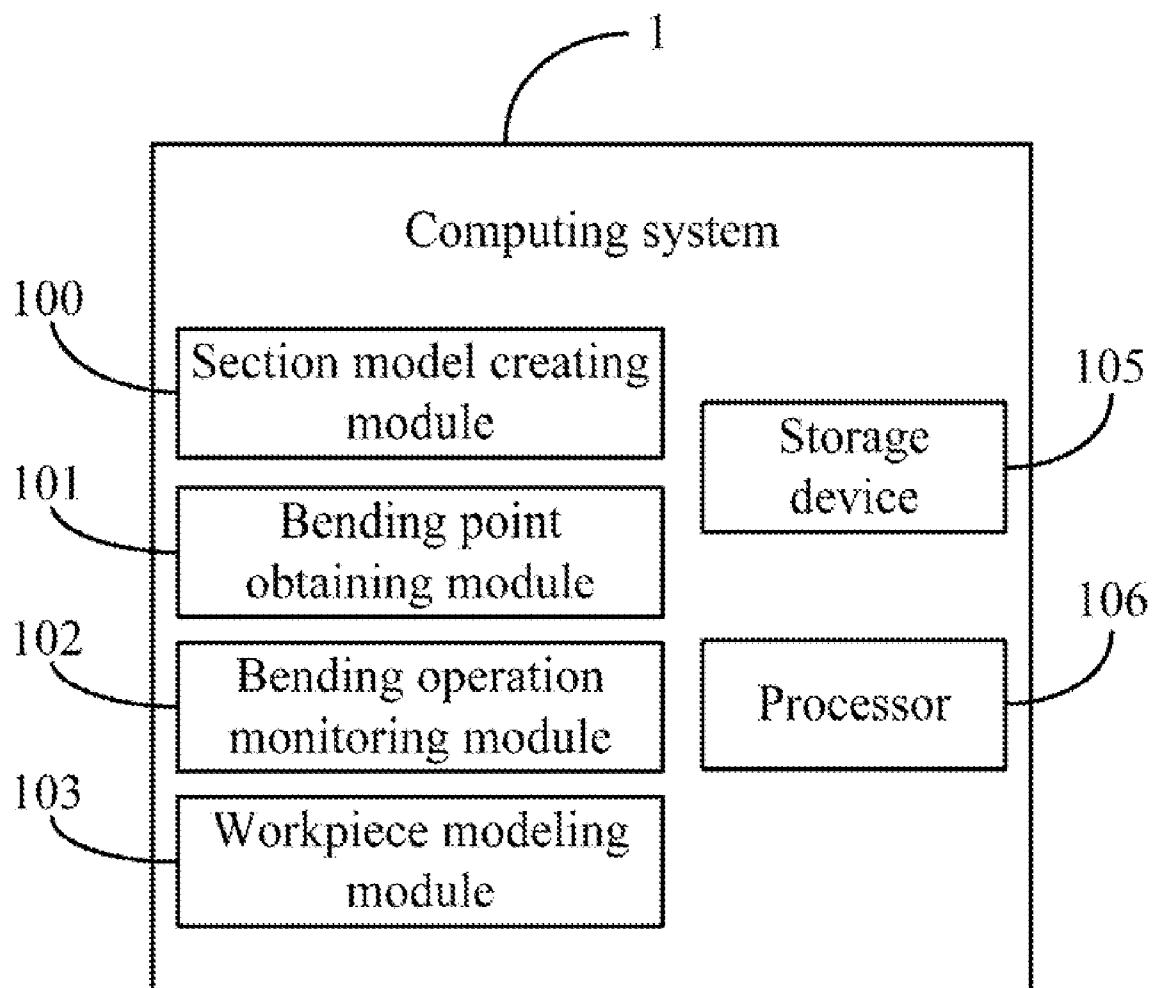 1
Computing system
100
Section model creating
module
101
Bending point
obtaining module
102
Bending operation
monitoring module
103
Workpiece modeling
module
105
Storage
device
106
Processor